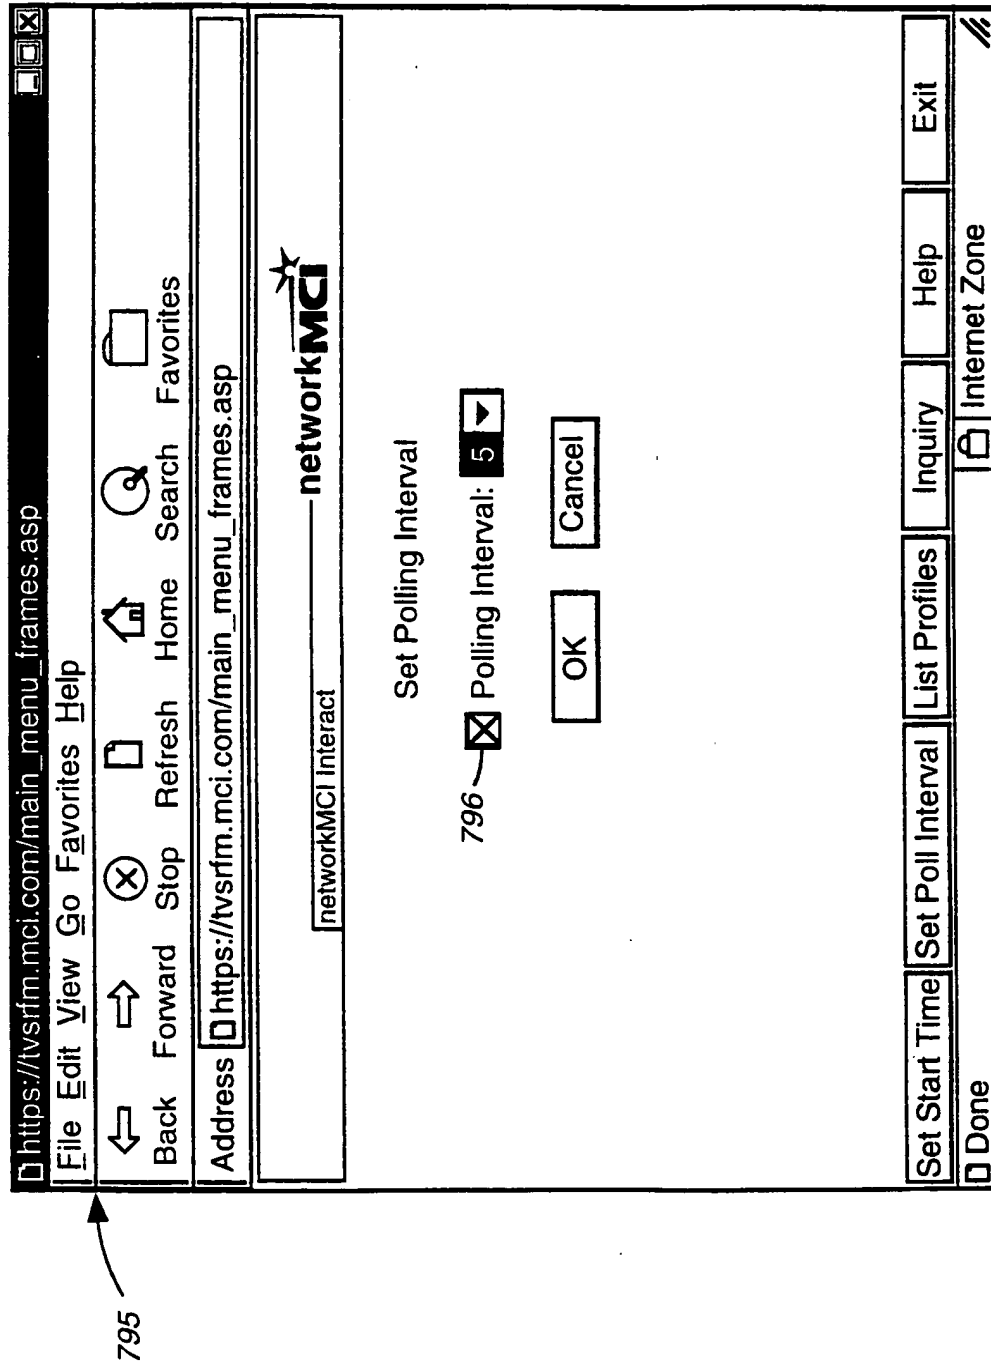 https://tvsrfm.mci.com/main_menu_frames.asp
File Edit View Go Favorites Help
Back Forward Stop Refresh Home Search Favorites
Address https://tvsrfm.mci.com/main_menu_frames.asp
networkMCI
networkMCI Interact
Set Polling Interval
796
Polling Interval: 5
OK Cancel
Set Start Time Set Poll Interval List Profiles Inquiry Help Exit
Done Internet Zone
795